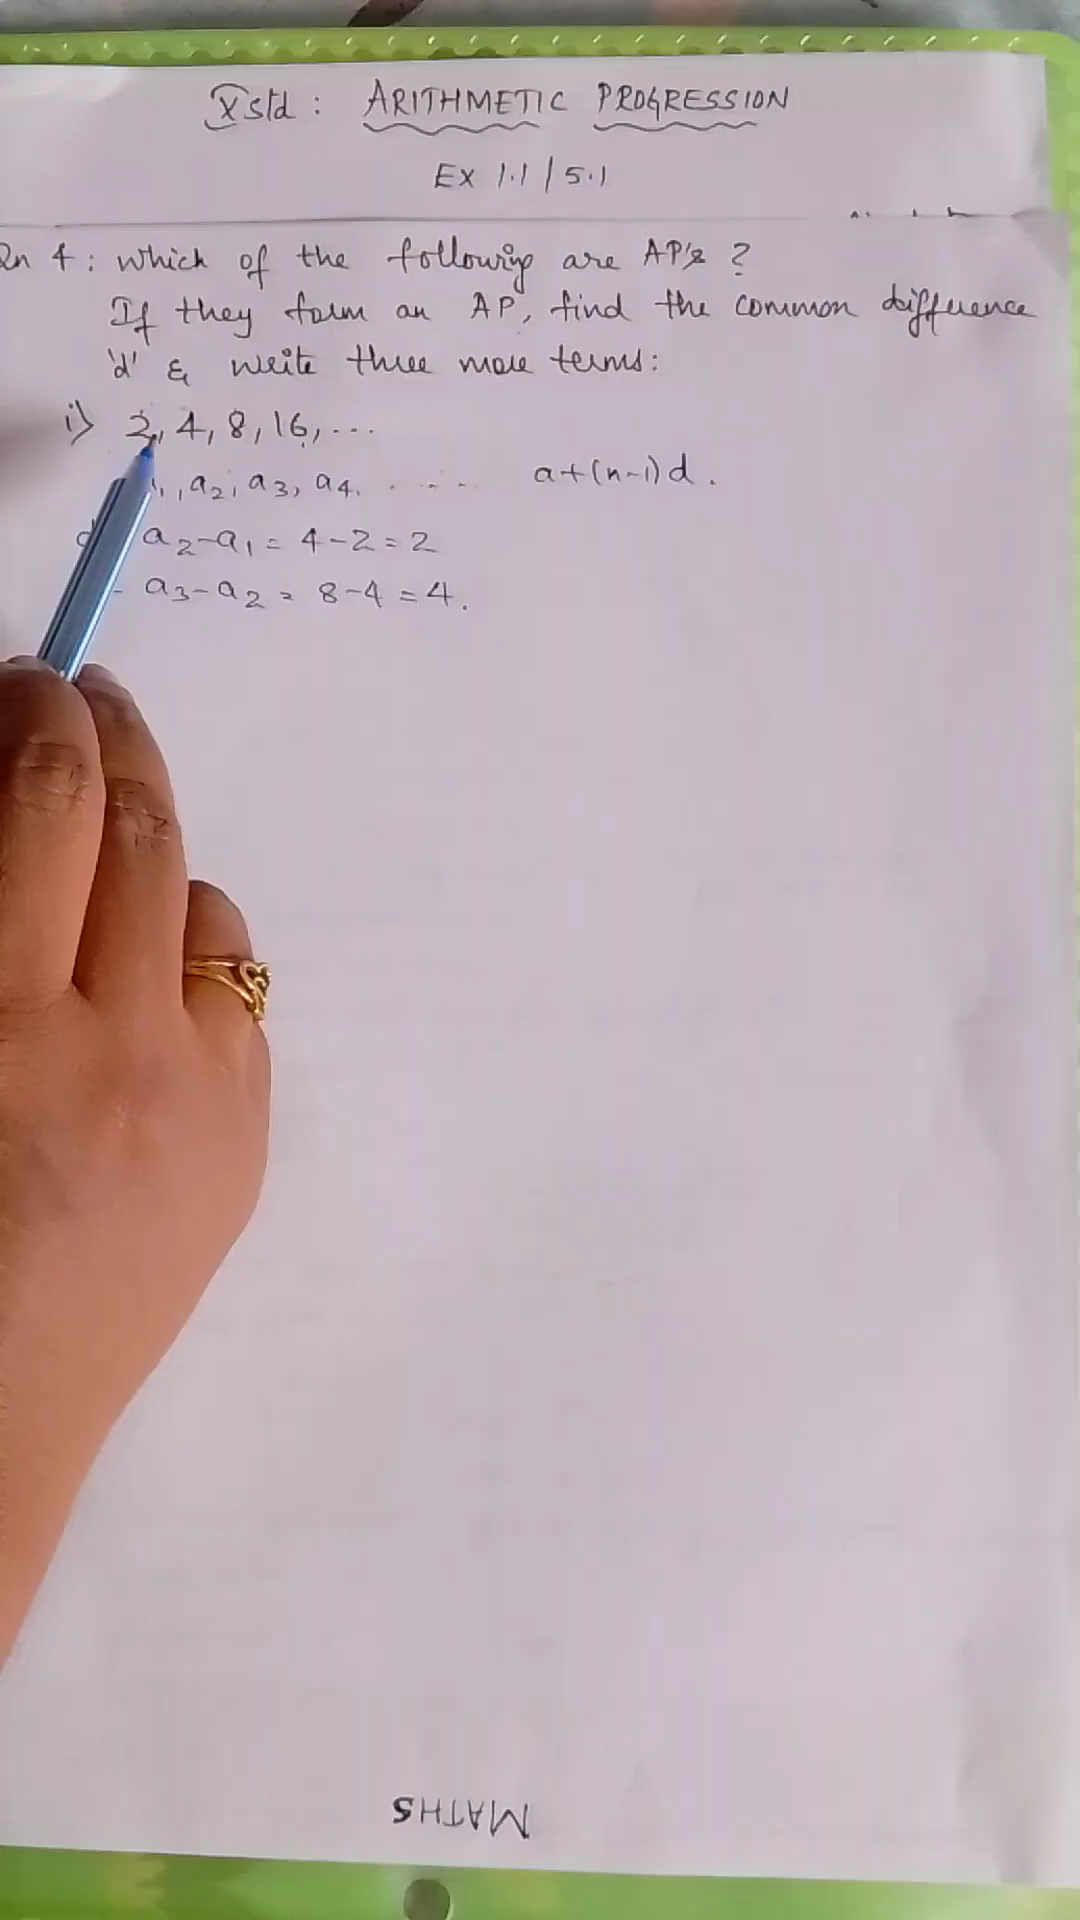 X std : ARITHMETIC PROGRESSION
Ex 1.1 / 5.1
Qn 4 : Which of the following are AP's ?
If they form an AP, find the common difference
'd' & write three more terms:
i) 2, 4, 8, 16, ...
, a2, a3, a4. . . . . a+(n-1)d .
a2-a1 = 4-2 = 2
- a3-a2 = 8-4 = 4.
MATHS